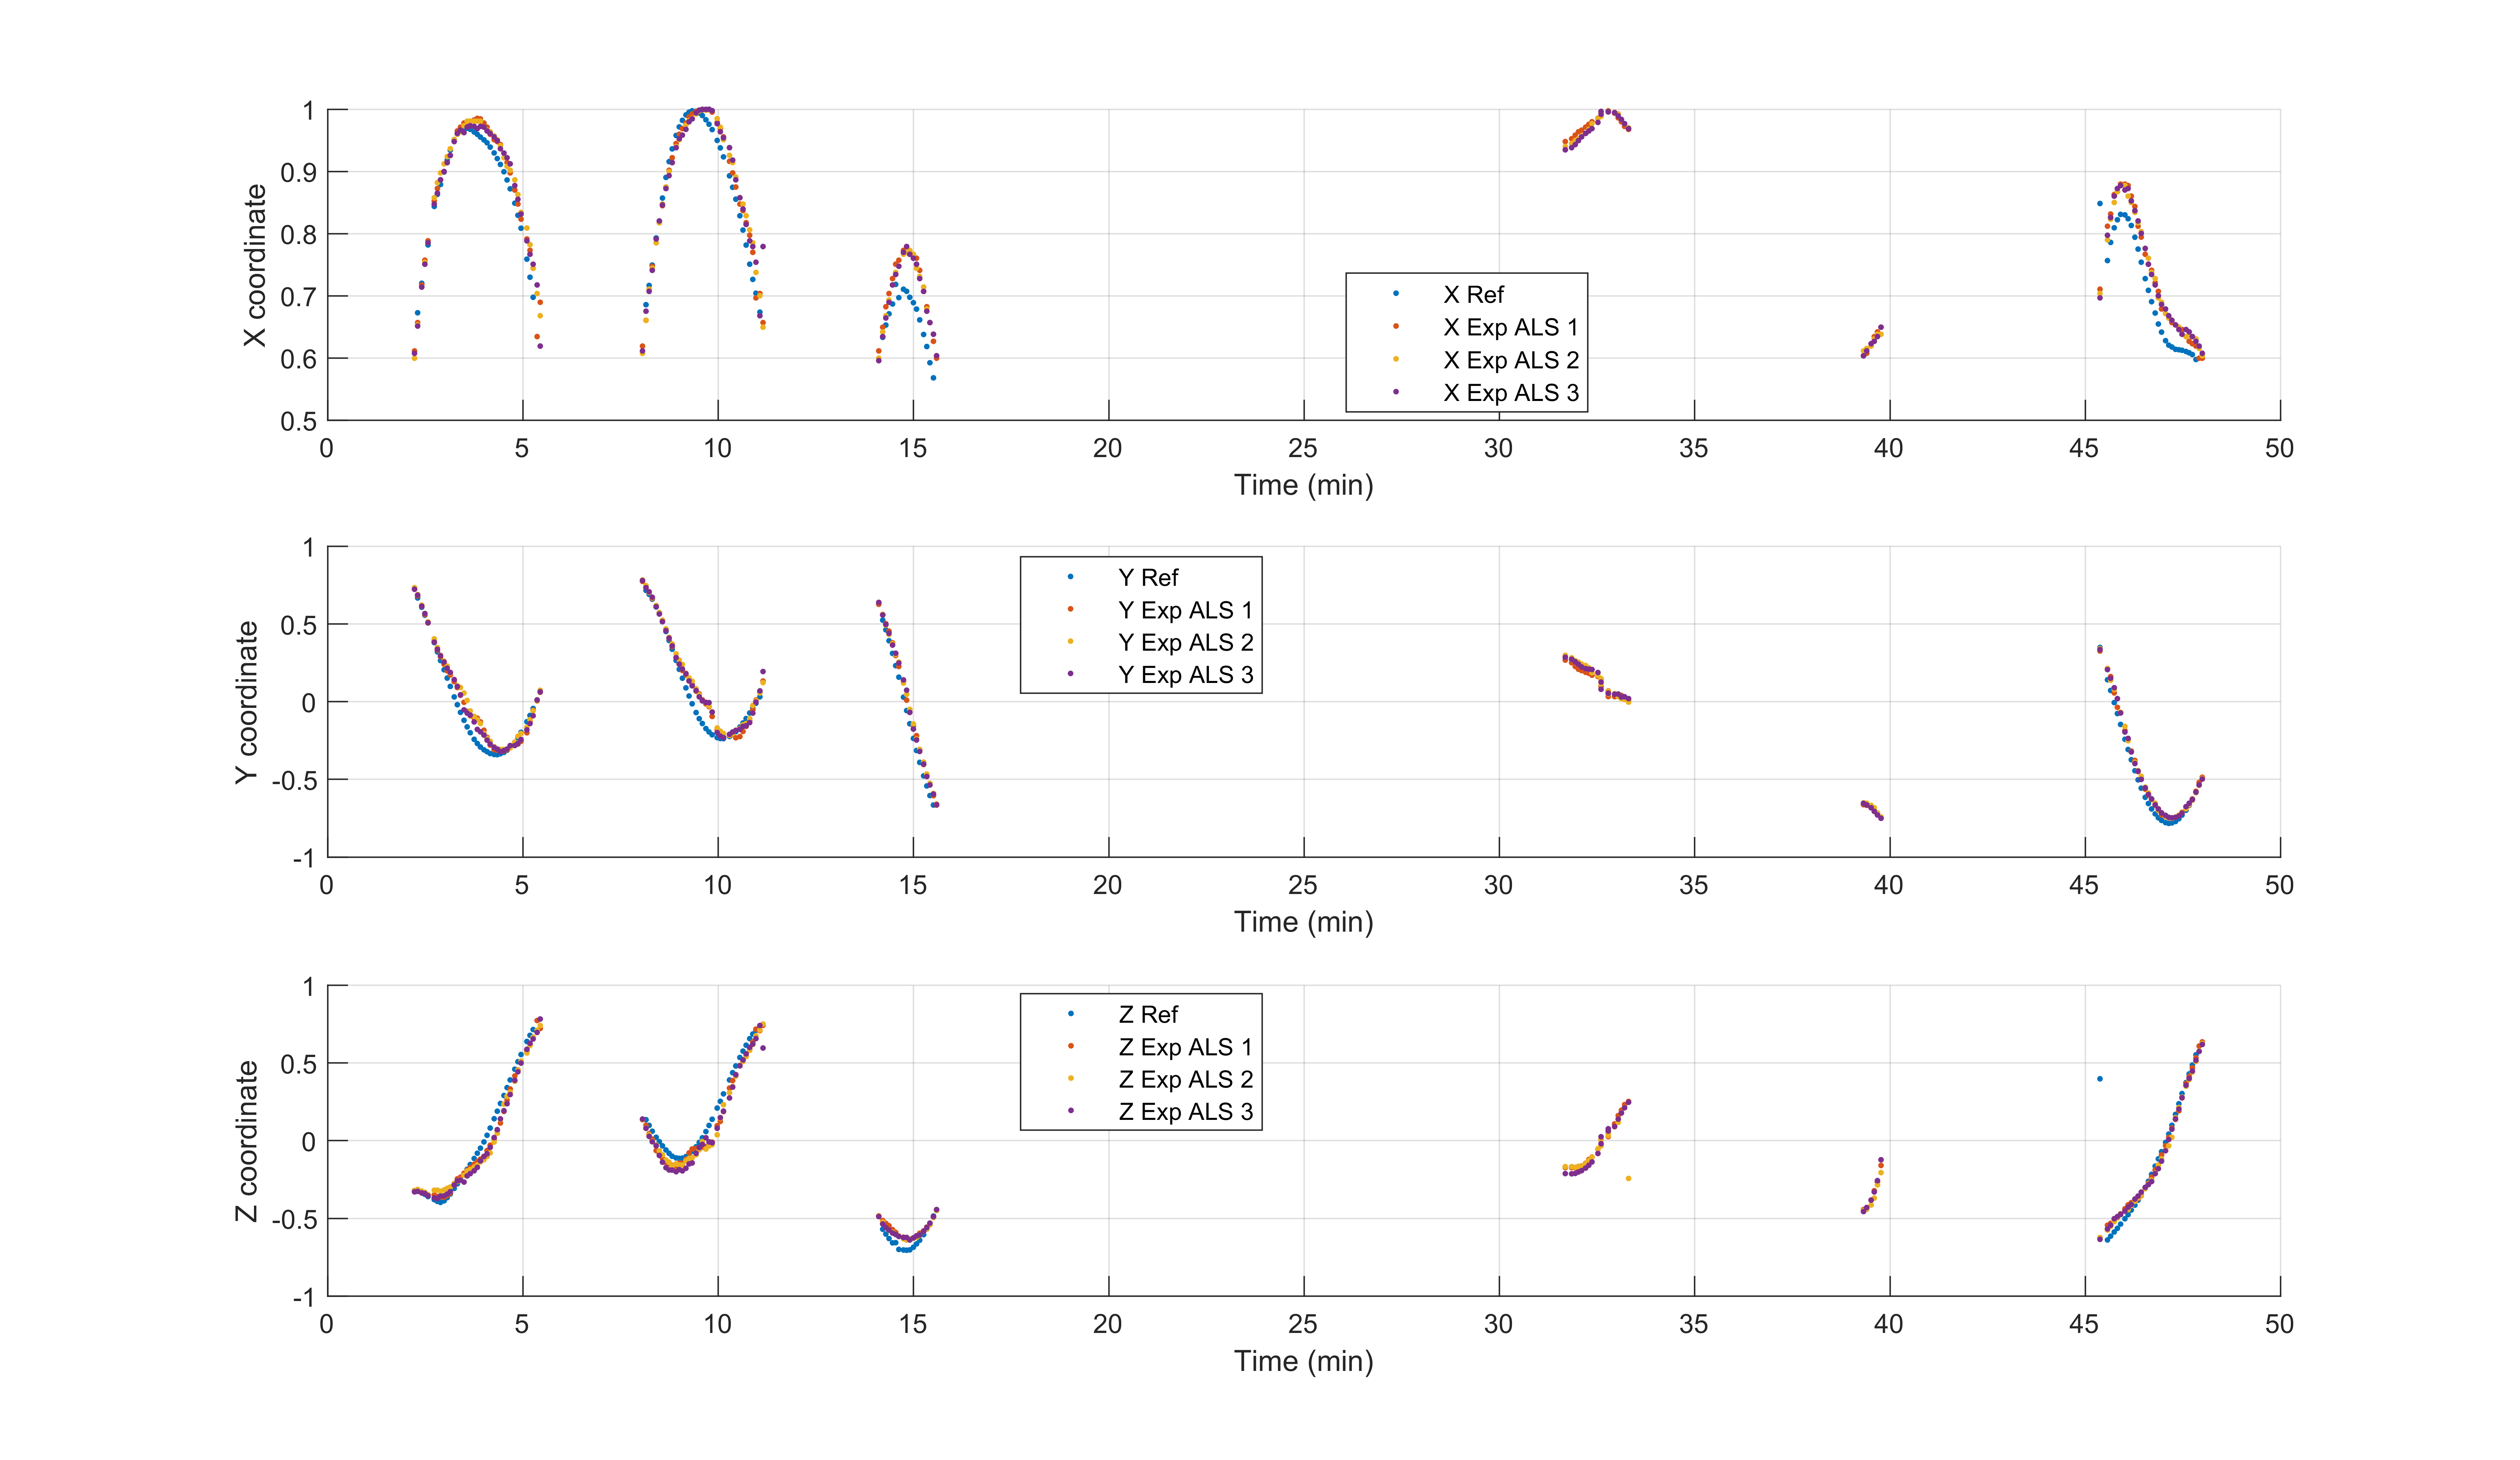 1
0.9
0.8
0.7
0.6
0.5
X coordinate
X Ref
X Exp ALS 1
X Exp ALS 2
X Exp ALS 3
0 5 10 15 20 25 30 35 40 45 50
Time (min)
1
0.5
0
-0.5
-1
Y coordinate
Y Ref
Y Exp ALS 1
Y Exp ALS 2
Y Exp ALS 3
0 5 10 15 20 25 30 35 40 45 50
Time (min)
1
0.5
0
-0.5
-1
Z coordinate
Z Ref
Z Exp ALS 1
Z Exp ALS 2
Z Exp ALS 3
0 5 10 15 20 25 30 35 40 45 50
Time (min)